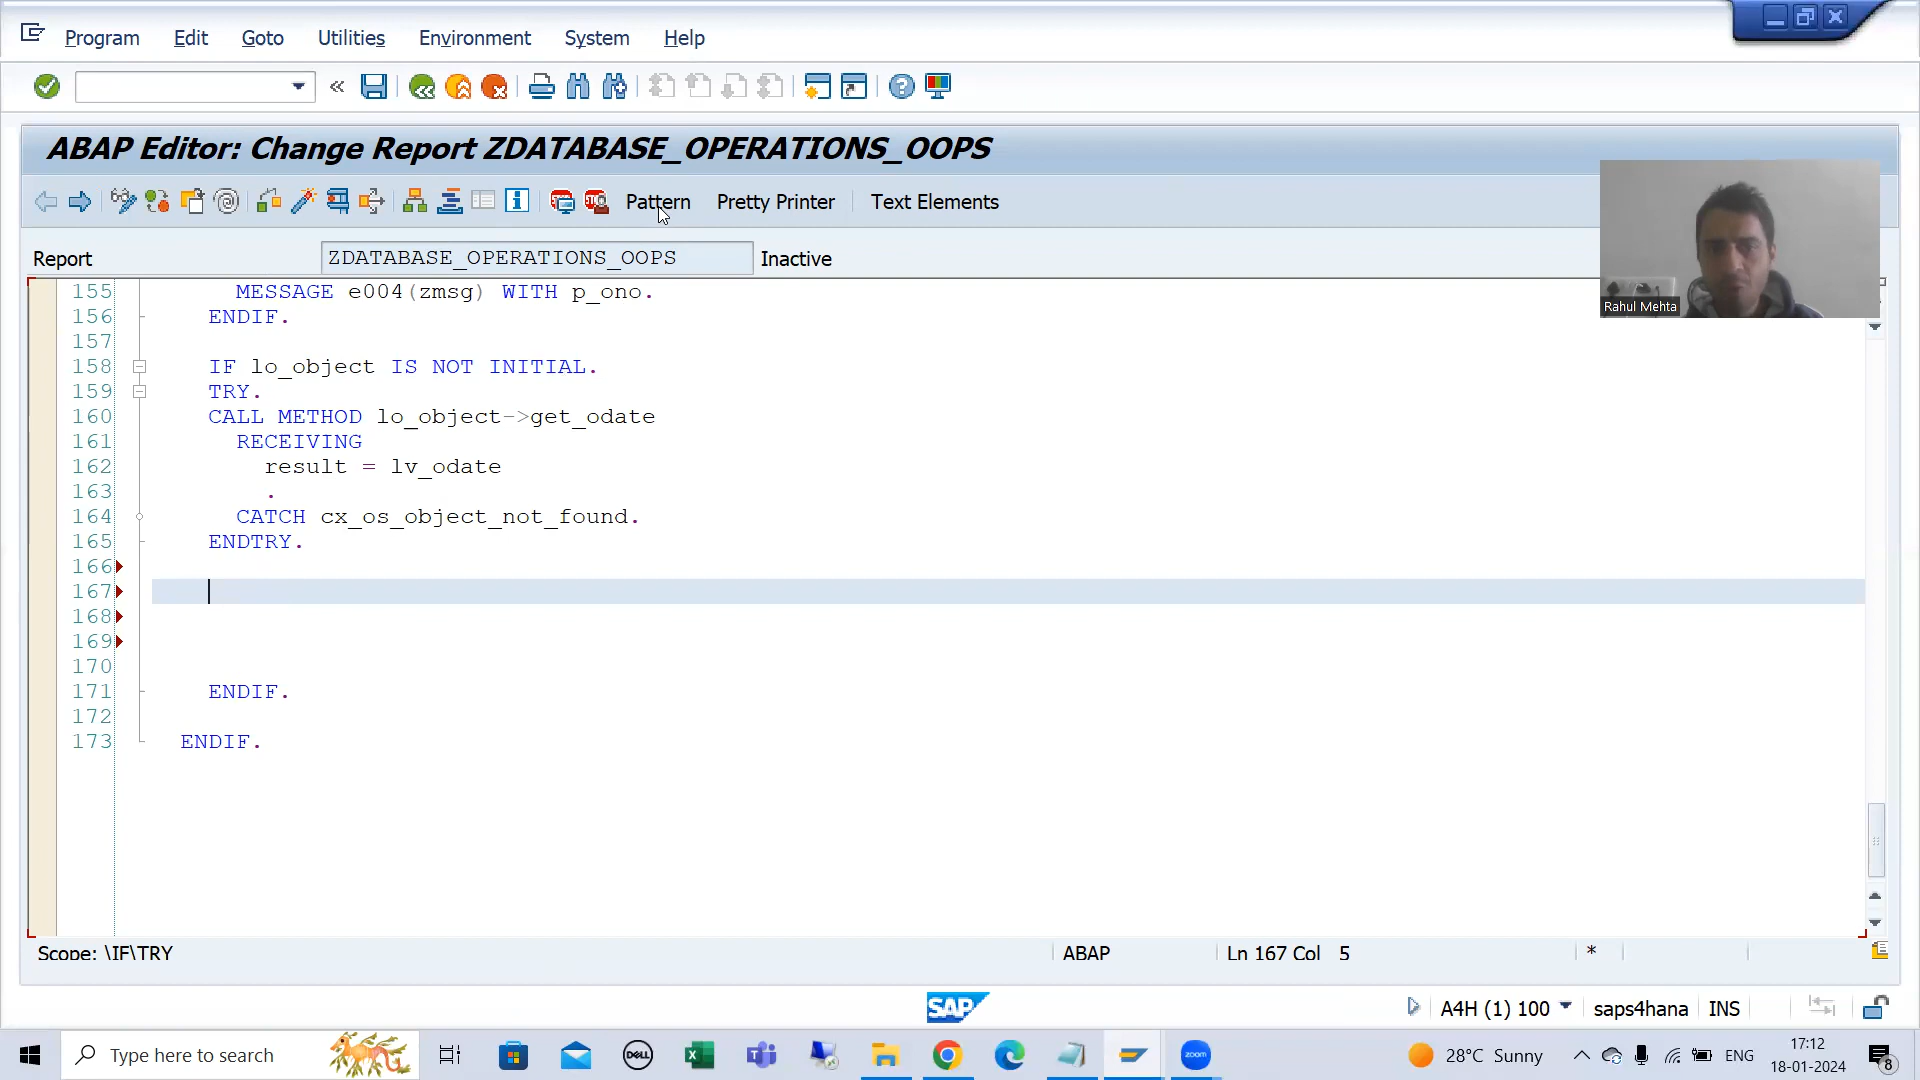 Program Edit Goto Utilities Environment System Help
«
ABAP Editor: Change Report ZDATABASE_OPERATIONS_OOPS
Pattern Pretty Printer Text Elements
Report ZDATABASE_OPERATIONS_OOPS Inactive
Rahul Mehta
155 MESSAGE e004(zmsg) WITH p_ono.
156 ENDIF.
157
158 IF lo_object IS NOT INITIAL.
159 TRY.
160 CALL METHOD lo_object->get_odate
161 RECEIVING
162 result = lv_odate
163 .
164 CATCH cx_os_object_not_found.
165 ENDTRY.
166
167
168
169
170
171 ENDIF.
172
173 ENDIF.
Scope: \IF\TRY ABAP Ln 167 Col 5 *
SAP A4H (1) 100 saps4hana INS
Type here to search DELL zoom 28°C Sunny ENG 17:12
18-01-2024 8